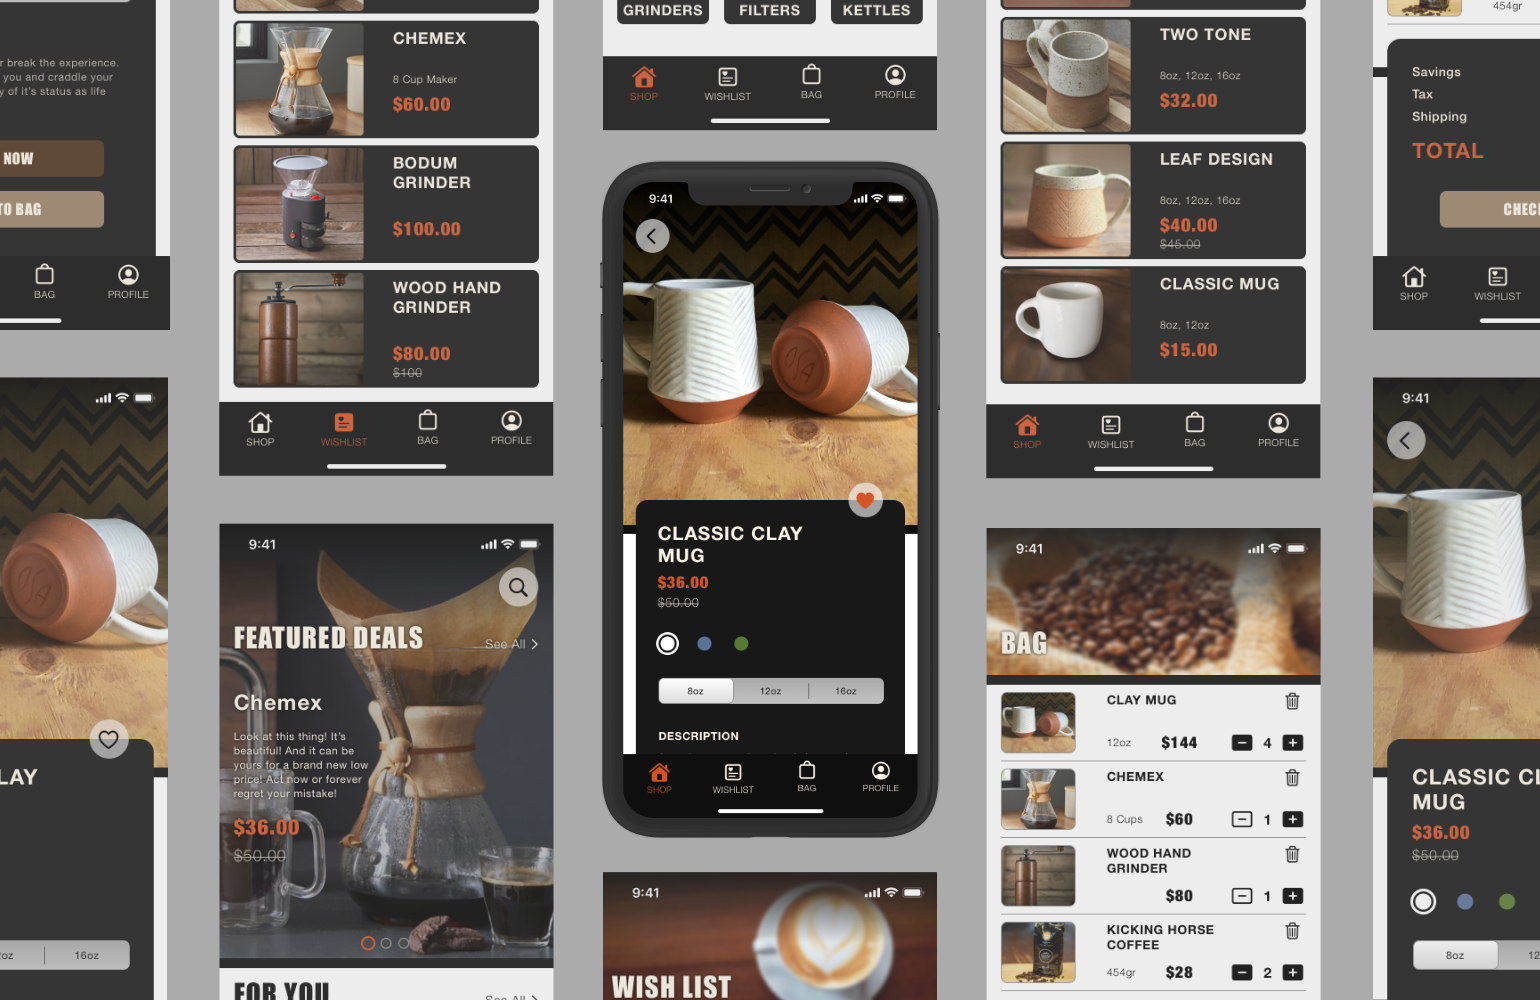 r break the experience.
you and craddle your
y of it's status as life
NOW
TO BAG
BAG
PROFILE
LAY
16oz
CHEMEX
8 Cup Maker
$60.00
BODUM
GRINDER
$100.00
WOOD HAND
GRINDER
$80.00
$100
SHOP
WISHLIST
BAG
PROFILE
9:41
FEATURED DEALS
See All
Chemex
Look at this thing! It's
beautiful! And it can be
yours for a brand new low
price! Act now or forever
regret your mistake!
$36.00
$50.00
FOR YOU
See All
GRINDERS
FILTERS
KETTLES
SHOP
WISHLIST
BAG
PROFILE
9:41
CLASSIC CLAY
MUG
$36.00
$50.00
8oz
12oz
16oz
DESCRIPTION
SHOP
WISHLIST
BAG
PROFILE
9:41
WISH LIST
TWO TONE
8oz, 12oz, 16oz
$32.00
LEAF DESIGN
8oz, 12oz, 16oz
$40.00
$45.00
CLASSIC MUG
8oz, 12oz
$15.00
SHOP
WISHLIST
BAG
PROFILE
9:41
BAG
CLAY MUG
12oz
$144
4
CHEMEX
8 Cups
$60
1
WOOD HAND
GRINDER
$80
1
KICKING HORSE
COFFEE
454gr
$28
2
454gr
Savings
Tax
Shipping
TOTAL
CHEC
SHOP
WISHLIST
9:41
CLASSIC CL
MUG
$36.00
$50.00
8oz
12